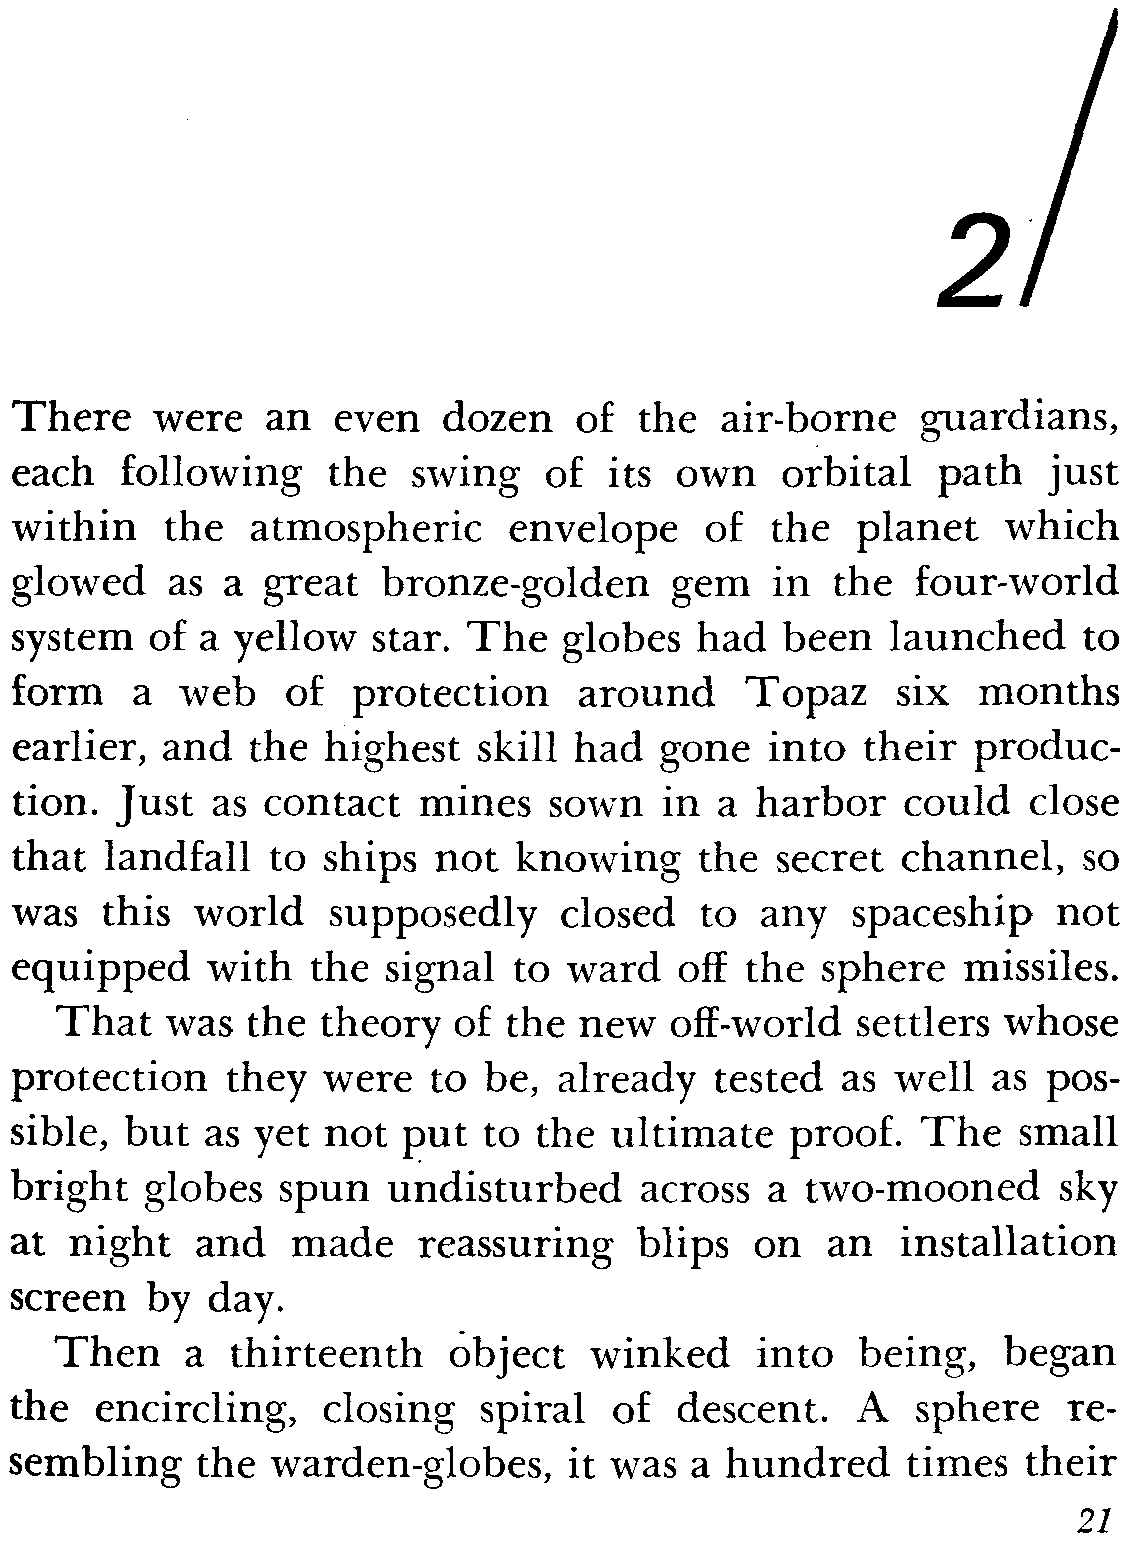 2/
There were an even dozen of the air-borne guardians,
each following the swing of its own orbital path just
within the atmospheric envelope of the planet which
glowed as a great bronze-golden gem in the four-world
system of a yellow star. The globes had been launched to
form a web of protection around Topaz six months
earlier, and the highest skill had gone into their produc-
tion. Just as contact mines sown in a harbor could close
that landfall to ships not knowing the secret channel, so
was this world supposedly closed to any spaceship not
equipped with the signal to ward off the sphere missiles.
That was the theory of the new off-world settlers whose
protection they were to be, already tested as well as pos-
sible, but as yet not put to the ultimate proof. The small
bright globes spun undisturbed across a two-mooned sky
at night and made reassuring blips on an installation
screen by day.
Then a thirteenth object winked into being, began
the encircling, closing spiral of descent. A sphere re-
sembling the warden-globes, it was a hundred times their
21